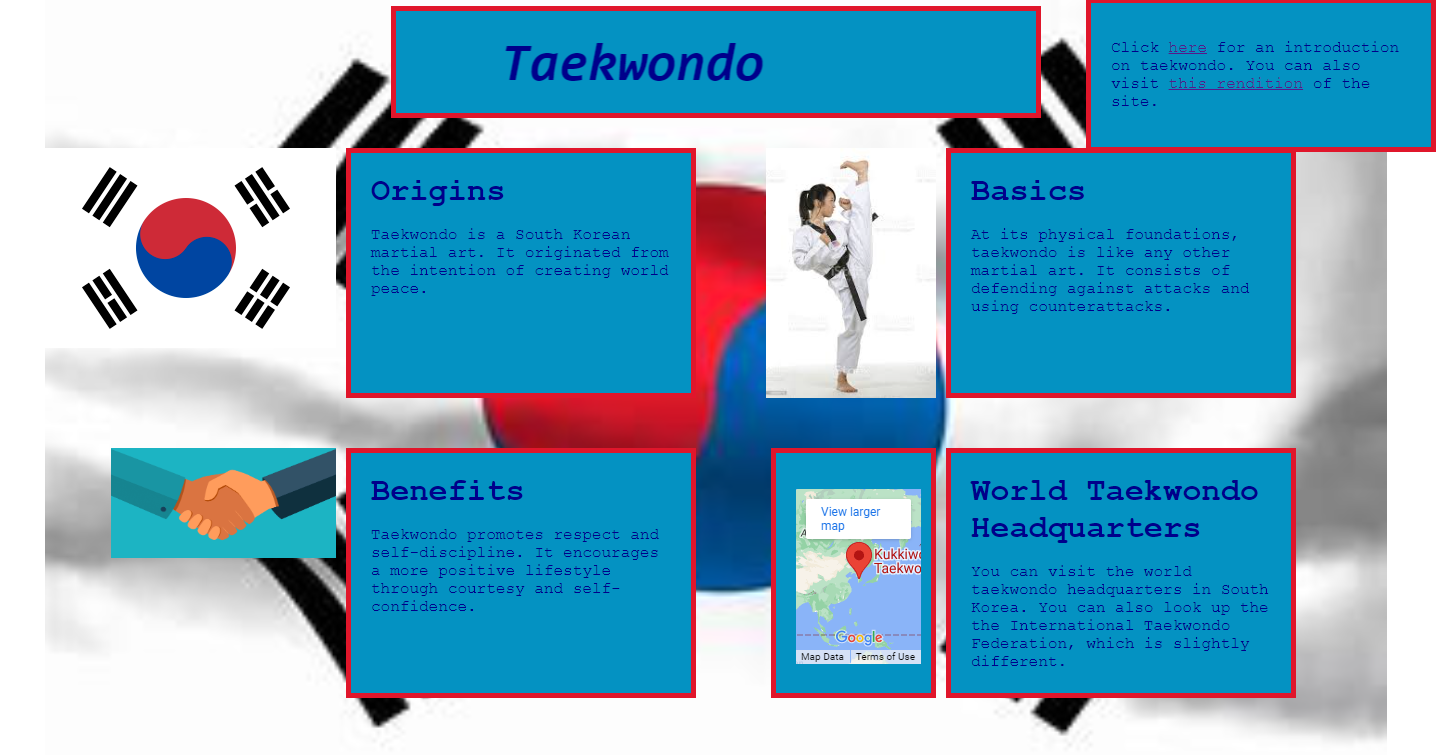 Taekwondo
Click here for an introduction
on taekwondo. You can also
visit this rendition of the
site.
Origins
Taekwondo is a South Korean
martial art. It originated from
the intention of creating world
peace.
Basics
At its physical foundations,
taekwondo is like any other
martial art. It consists of
defending against attacks and
using counterattacks.
Benefits
Taekwondo promotes respect and
self-discipline. It encourages
a more positive lifestyle
through courtesy and self-
confidence.
View larger
map
Kukkiwo
Taekwo
Google
Map Data
Terms of Use
World Taekwondo
Headquarters
You can visit the world
taekwondo headquarters in South
Korea. You can also look up the
the International Taekwondo
Federation, which is slightly
different.